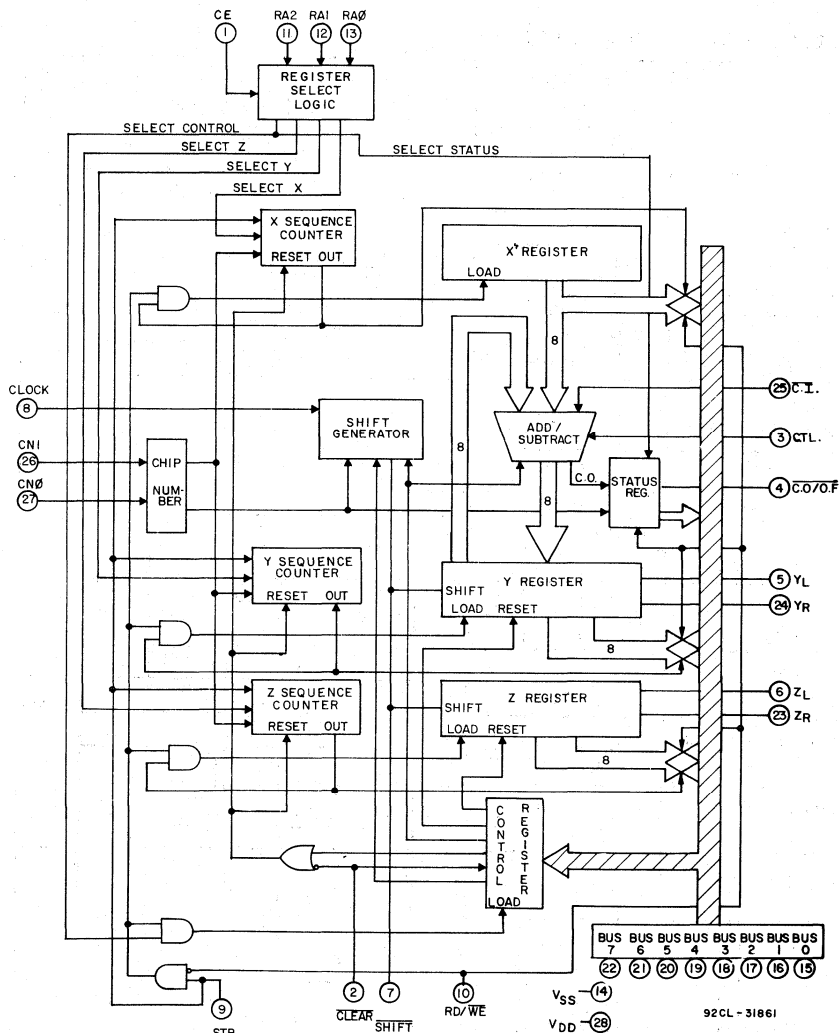 CE RA2 RA1 RAØ
1 11 12 13
REGISTER
SELECT
LOGIC
SELECT CONTROL
SELECT Z
SELECT STATUS
SELECT Y
SELECT X
X SEQUENCE
COUNTER
RESET OUT
X REGISTER
LOAD
8
CLOCK
8
SHIFT
GENERATOR
8
ADD/
SUBTRACT
C.I.
25
3 CTL.
CN1
26
CHIP
NUM-
BER
CNØ
27
C.O.
STATUS
REG.
4 C.O/O.F
8
Y SEQUENCE
COUNTER
RESET OUT
Y REGISTER
SHIFT
LOAD RESET
5 YL
24 YR
8
Z SEQUENCE
COUNTER
RESET OUT
Z REGISTER
SHIFT
LOAD RESET
6 ZL
23 ZR
8
CONTROL
REGISTER
LOAD
BUS BUS BUS BUS BUS BUS BUS BUS
7 6 5 4 3 2 1 0
22 21 20 19 18 17 16 15
9
STB
2
CLEAR
7
SHIFT
10
RD/WE
VSS 14
VDD 28
92CL-31861